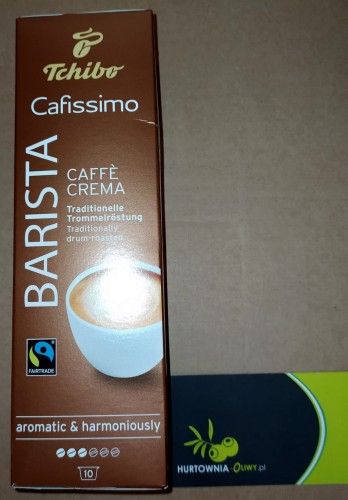 Tchibo
Cafissimo
BARISTA
CAFFÈ
CREMA
Traditionelle
Trommelröstung
Traditionally
drum-roasted
FAIRTRADE
aromatic & harmoniously
10
HURTOWNIA-OLIWY.pl